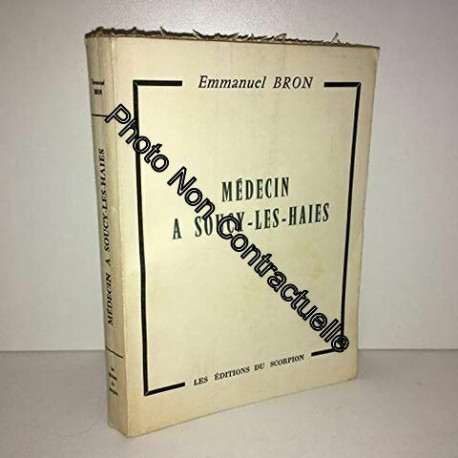 Emmanuel BRON
MÉDECIN
A SOUCY-LES-HAIES
LES ÉDITIONS DU SCORPION
MÉDECIN A SOUCY-LES-HAIES
Photo Non Contractuelle